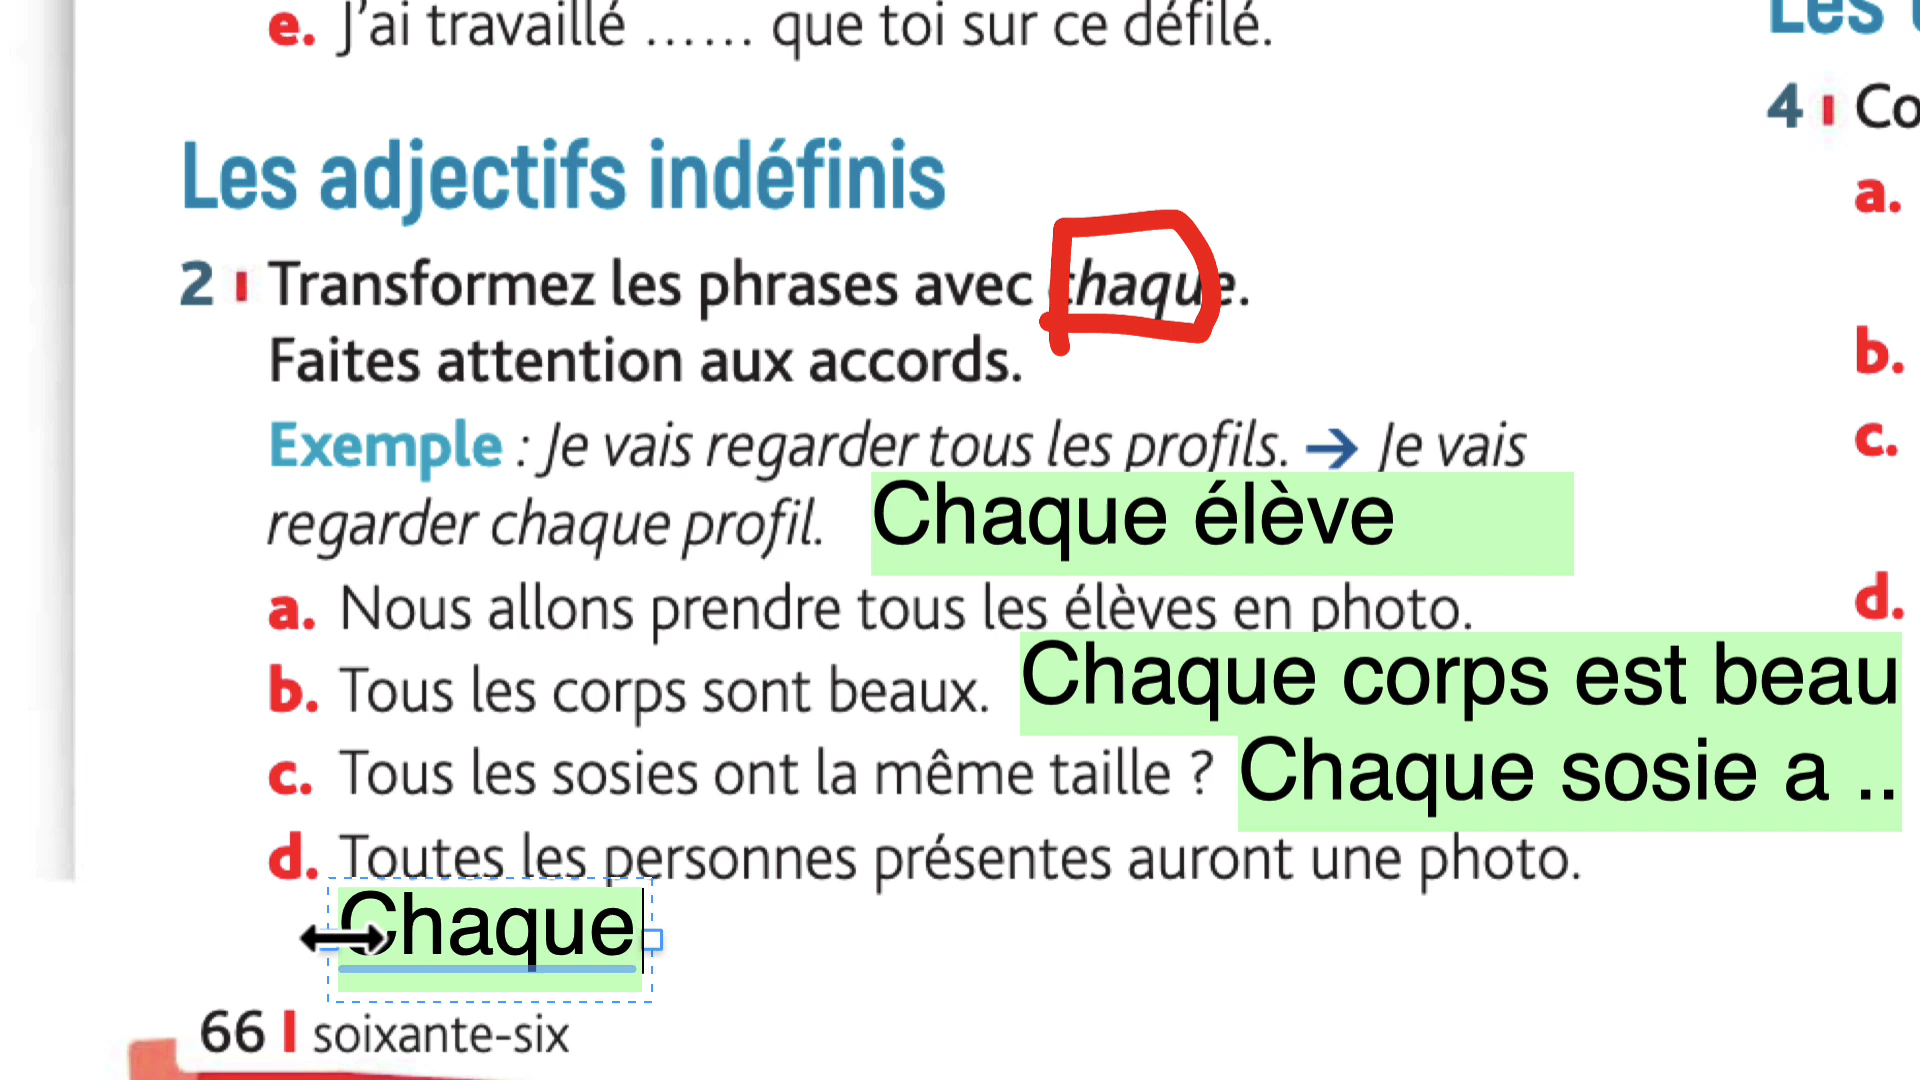 e. J'ai travaillé ...... que toi sur ce défilé.
Les adjectifs indéfinis
2 Transformez les phrases avec chaque.
Faites attention aux accords.
Exemple : Je vais regarder tous les profils. → Je vais
regarder chaque profil.
Chaque élève
a. Nous allons prendre tous les élèves en photo.
b. Tous les corps sont beaux.
Chaque corps est beau
c. Tous les sosies ont la même taille ?
Chaque sosie a ..
d. Toutes les personnes présentes auront une photo.
Chaque
66 soixante-six
Les
4 Co
a.
b.
c.
d.